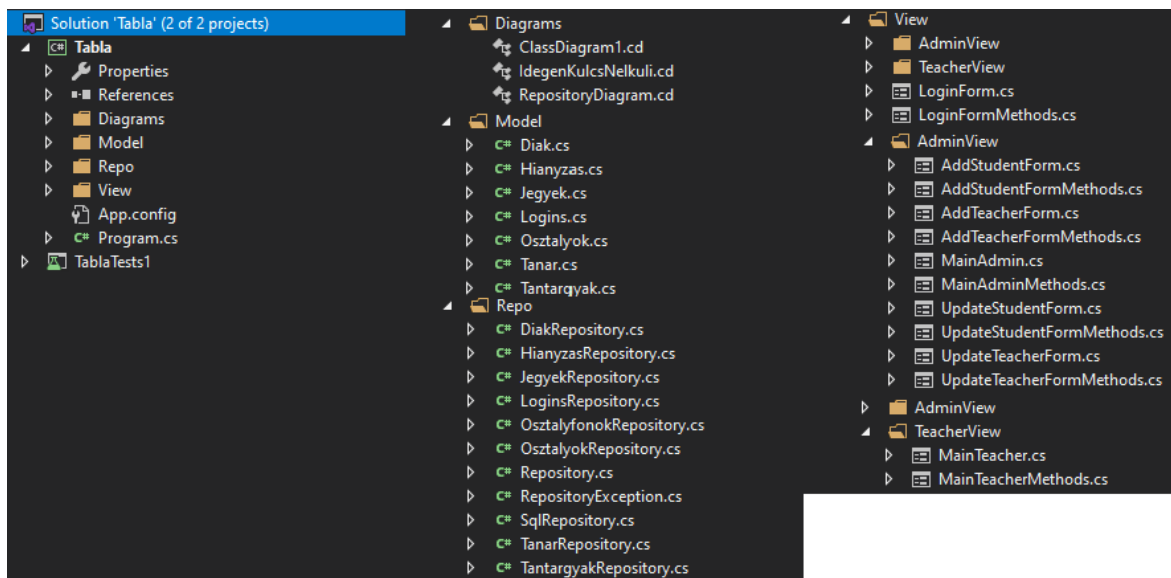 Solution 'Tabla' (2 of 2 projects)
C# Tabla
Properties
References
Diagrams
Model
Repo
View
App.config
C# Program.cs
TablaTests1
Diagrams
ClassDiagram1.cd
IdegenKulcsNelkuli.cd
RepositoryDiagram.cd
Model
C# Diak.cs
C# Hianyzas.cs
C# Jegyek.cs
C# Logins.cs
C# Osztalyok.cs
C# Tanar.cs
C# Tantargyak.cs
Repo
C# DiakRepository.cs
C# HianyzasRepository.cs
C# JegyekRepository.cs
C# LoginsRepository.cs
C# OsztalyfonokRepository.cs
C# OsztalyokRepository.cs
C# Repository.cs
C# RepositoryException.cs
C# SqlRepository.cs
C# TanarRepository.cs
C# TantargyakRepository.cs
View
AdminView
TeacherView
LoginForm.cs
LoginFormMethods.cs
AdminView
AddStudentForm.cs
AddStudentFormMethods.cs
AddTeacherForm.cs
AddTeacherFormMethods.cs
MainAdmin.cs
MainAdminMethods.cs
UpdateStudentForm.cs
UpdateStudentFormMethods.cs
UpdateTeacherForm.cs
UpdateTeacherFormMethods.cs
AdminView
TeacherView
MainTeacher.cs
MainTeacherMethods.cs